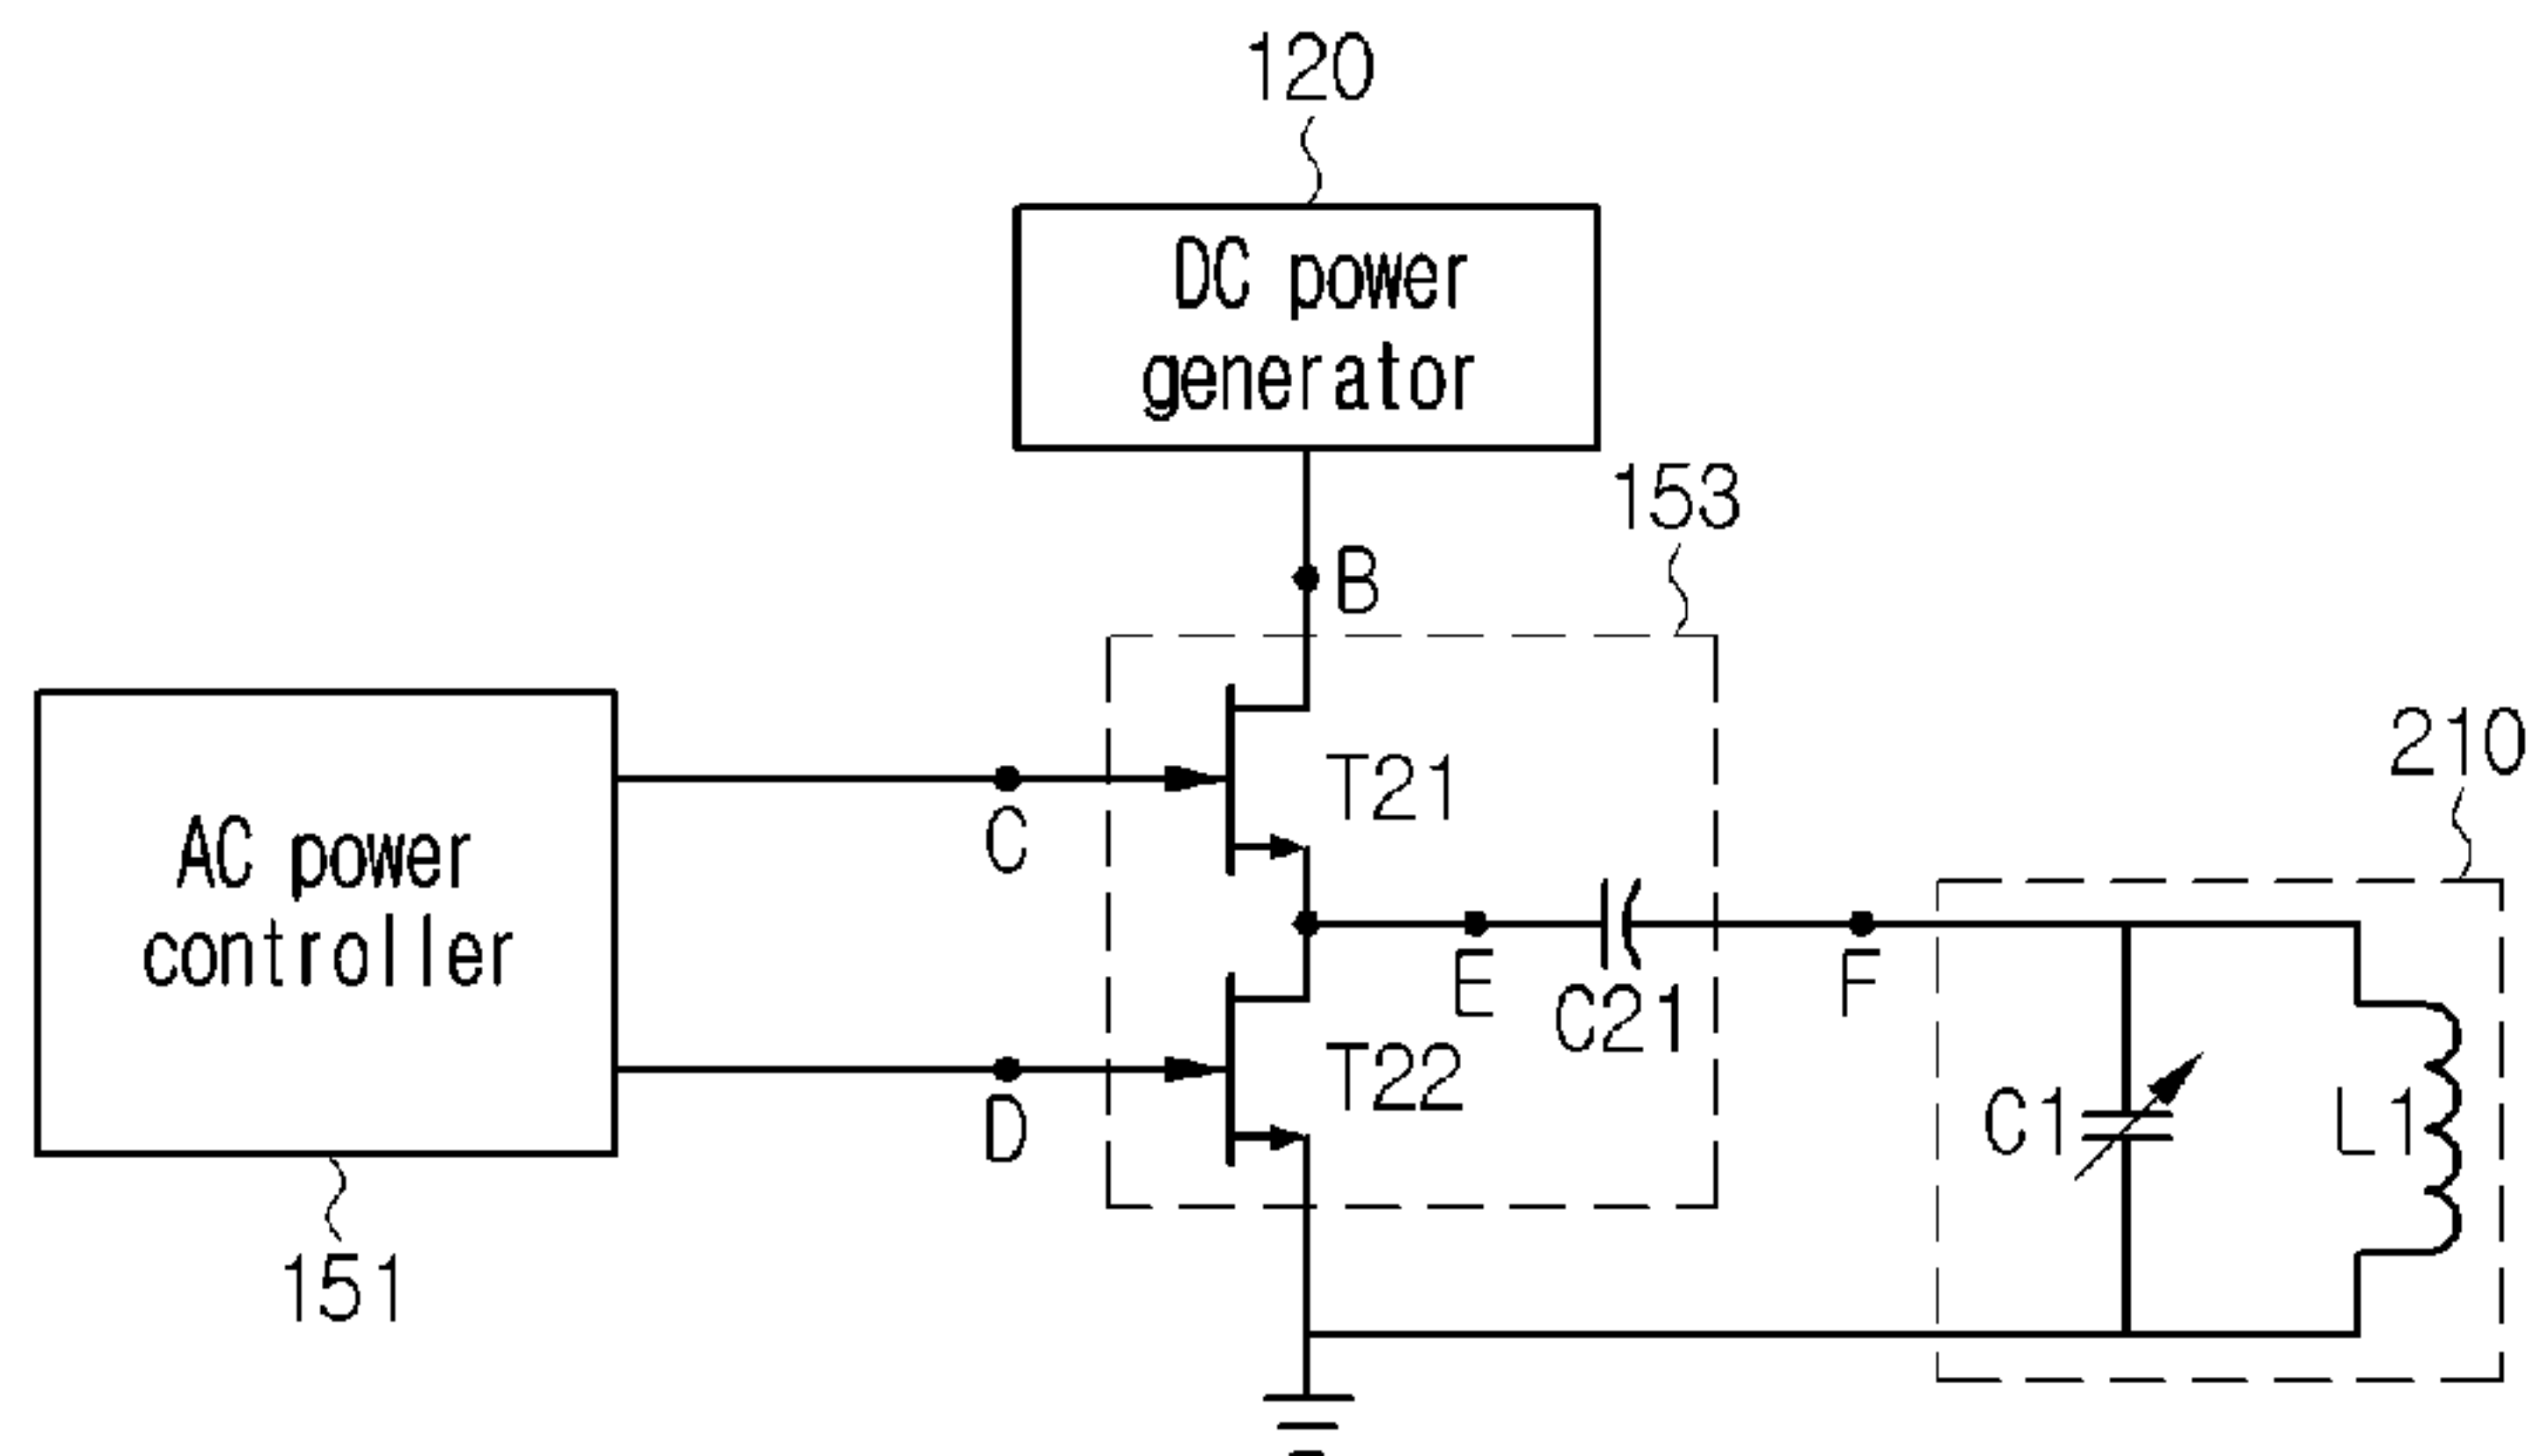 120
DC power
generator
153
B
210
AC power
controller
C
T21
E
C21
F
D
T22
C1
L1
151